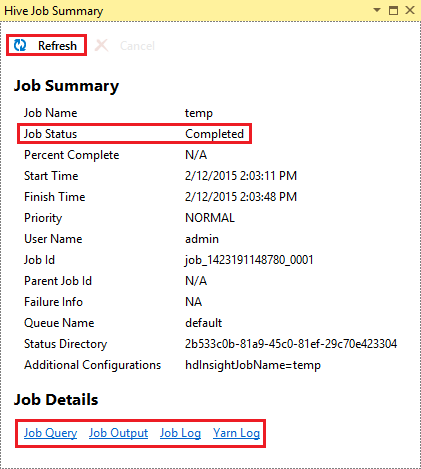 Hive Job Summary
Refresh Cancel
Job Summary
Job Name temp
Job Status Completed
Percent Complete N/A
Start Time 2/12/2015 2:03:11 PM
Finish Time 2/12/2015 2:03:48 PM
Priority NORMAL
User Name admin
Job Id job_1423191148780_0001
Parent Job Id N/A
Failure Info NA
Queue Name default
Status Directory 2b533c0b-81a9-45c0-81ef-29c70e423304
Additional Configurations hdInsightJobName=temp
Job Details
Job Query Job Output Job Log Yarn Log